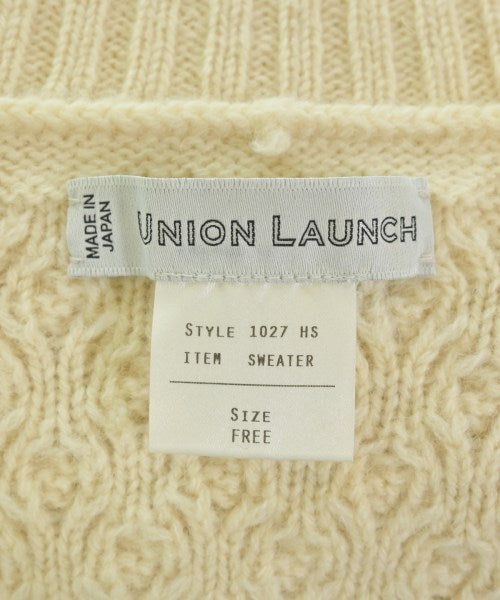 MADE IN
JAPAN
UNION LAUNCH
STYLE 1027 HS
ITEM SWEATER
SIZE
FREE